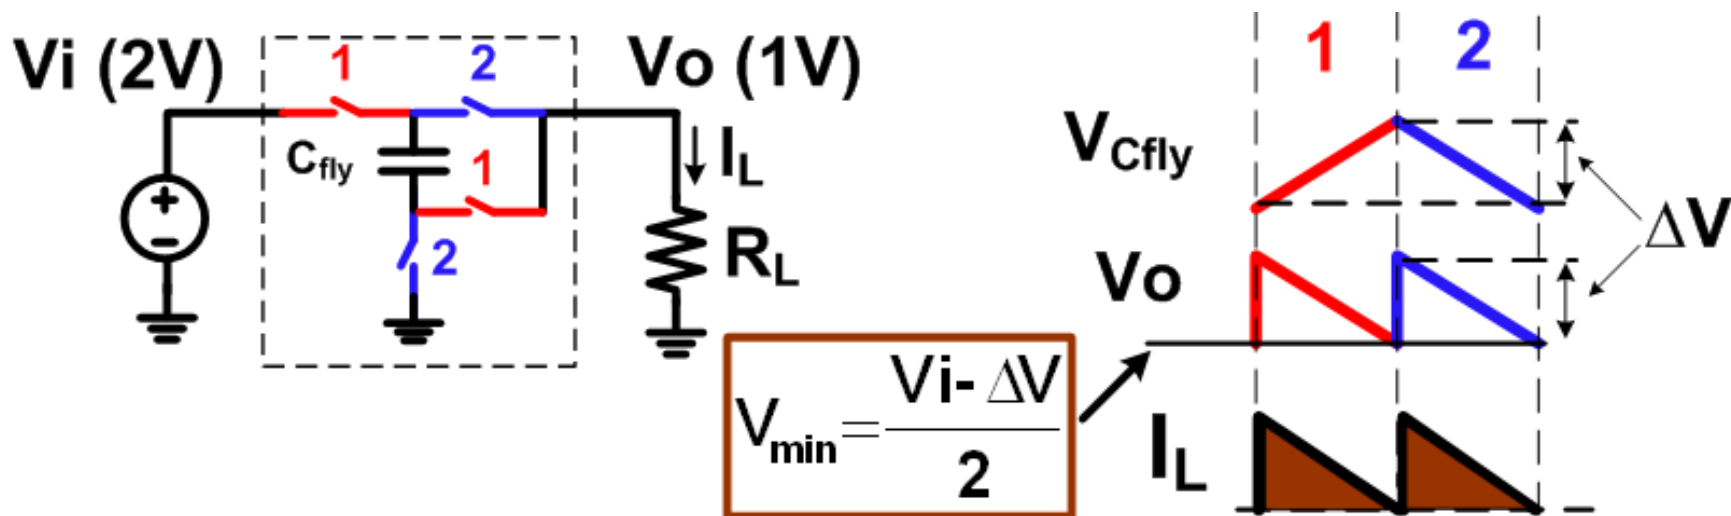 Vi (2V)
1
2
Vo (1V)
Cfly
1
2
IL
RL
1
2
VCfly
ΔV
Vo
Vmin = Vi- ΔV / 2
IL